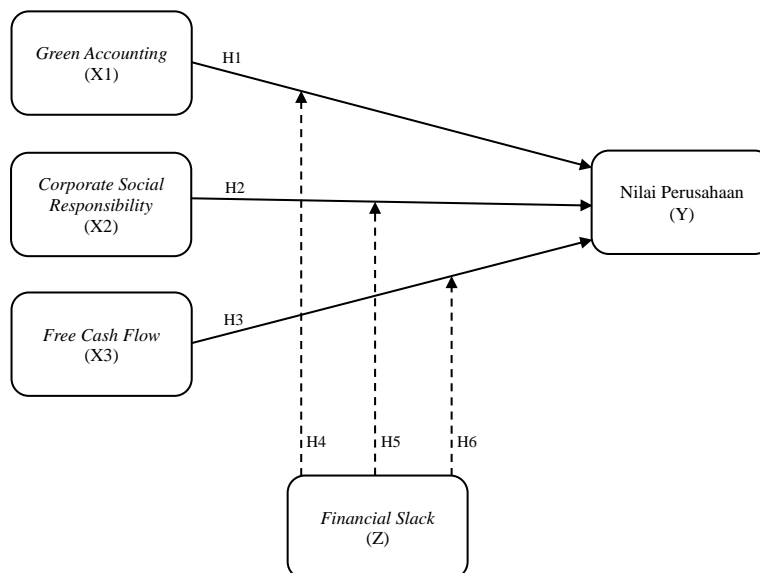 Green Accounting
(X1)
H1
Corporate Social
Responsibility
(X2)
H2
Nilai Perusahaan
(Y)
Free Cash Flow
(X3)
H3
H4
H5
H6
Financial Slack
(Z)